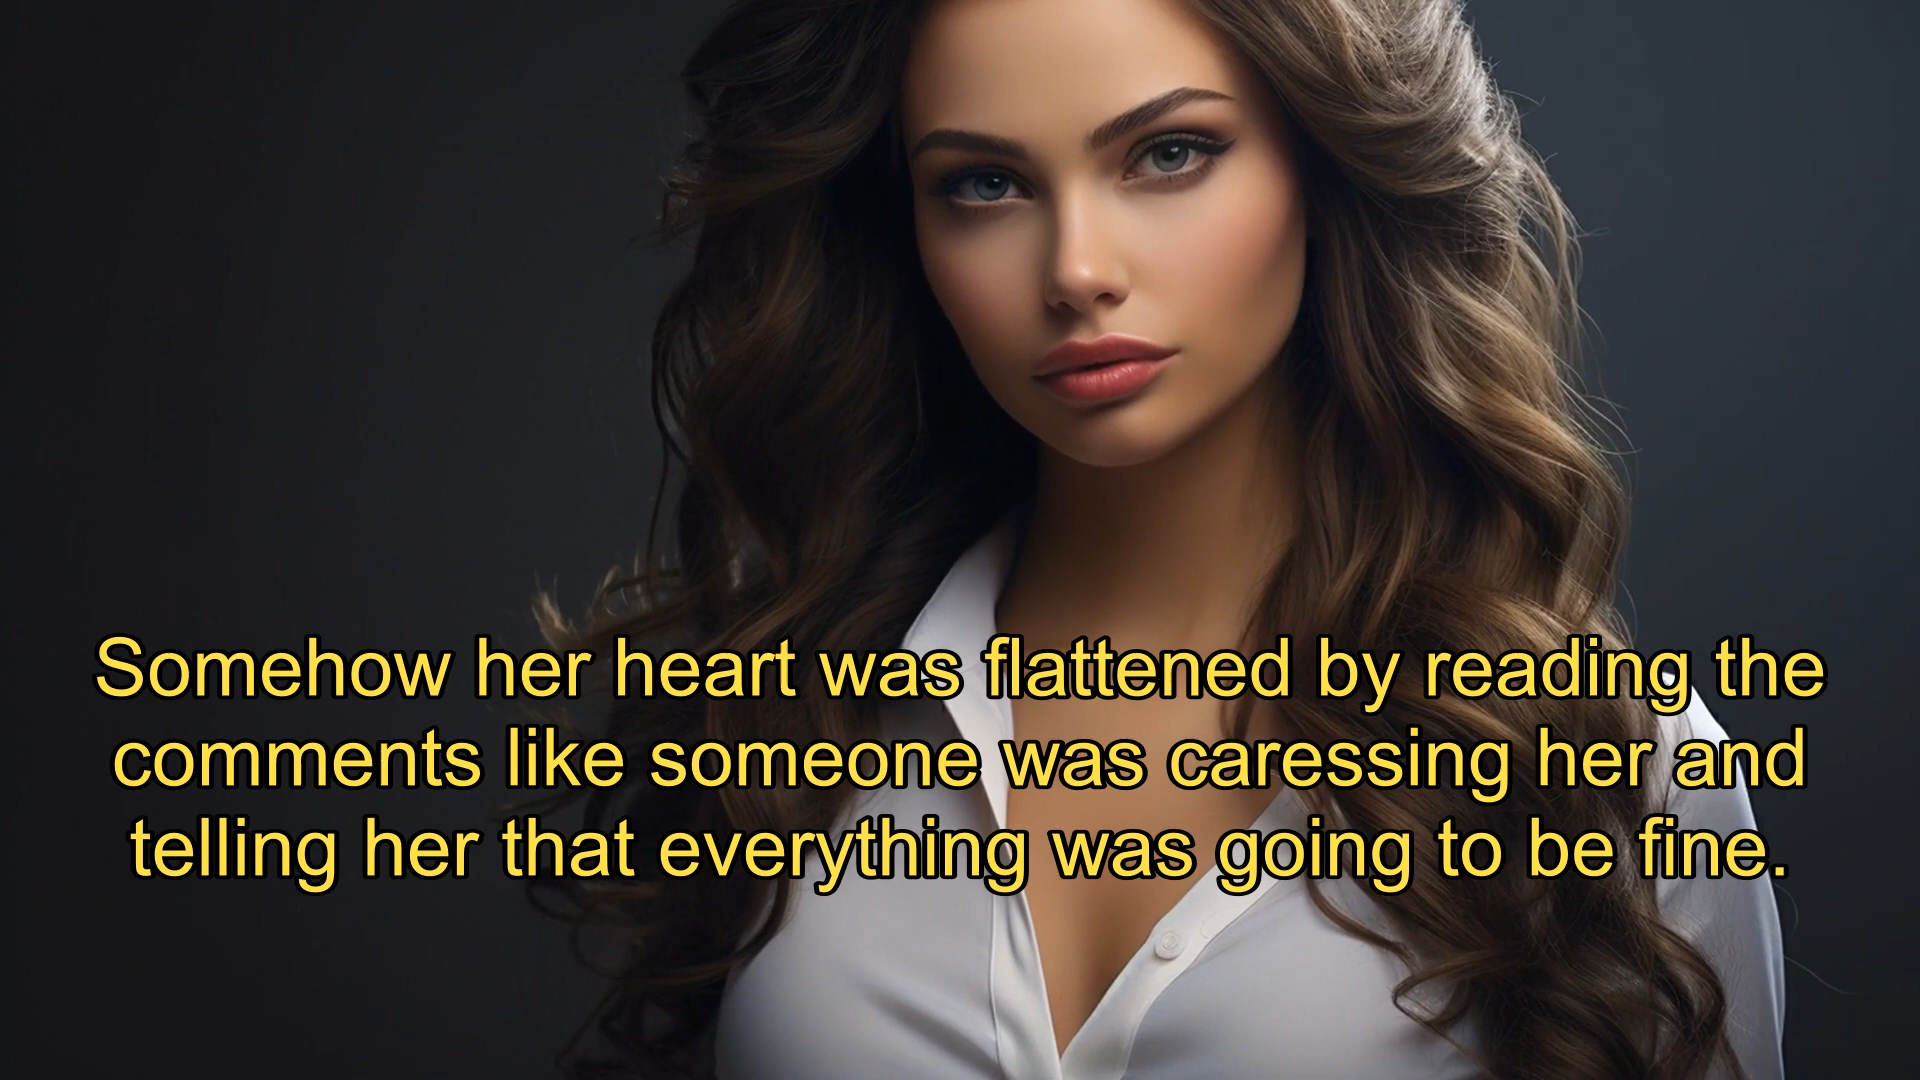 Somehow her heart was flattened by reading the
comments like someone was caressing her and
telling her that everything was going to be fine.